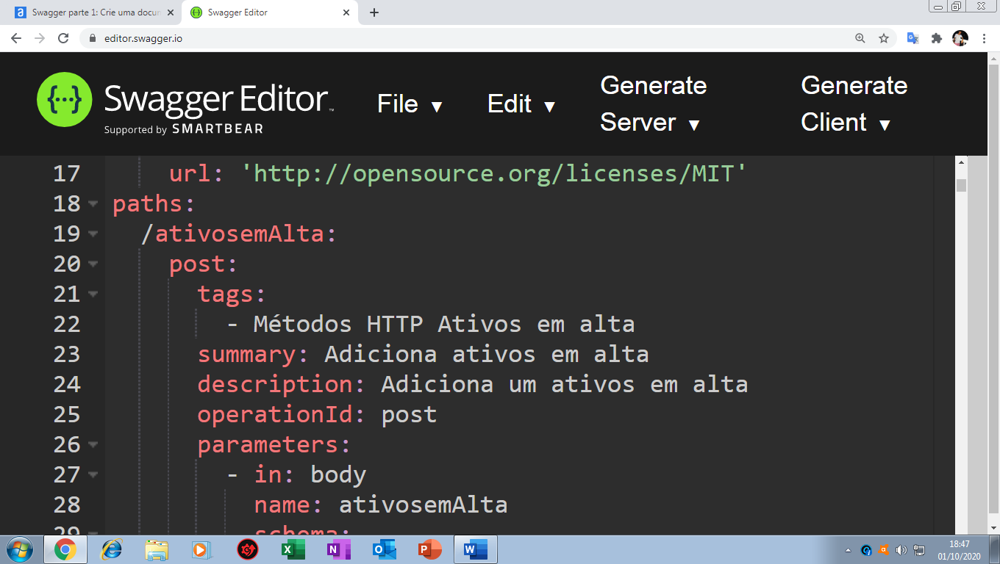 Swagger parte 1: Crie uma docun
Swagger Editor
editor.swagger.io
Swagger Editor™
Supported by SMARTBEAR
File ▼
Edit ▼
Generate Server ▼
Generate Client ▼
17 url: 'http://opensource.org/licenses/MIT'
18 paths:
19 /ativosemAlta:
20 post:
21 tags:
22 - Métodos HTTP Ativos em alta
23 summary: Adiciona ativos em alta
24 description: Adiciona um ativos em alta
25 operationId: post
26 parameters:
27 - in: body
28 name: ativosemAlta
29 schema:
18:47
01/10/2020